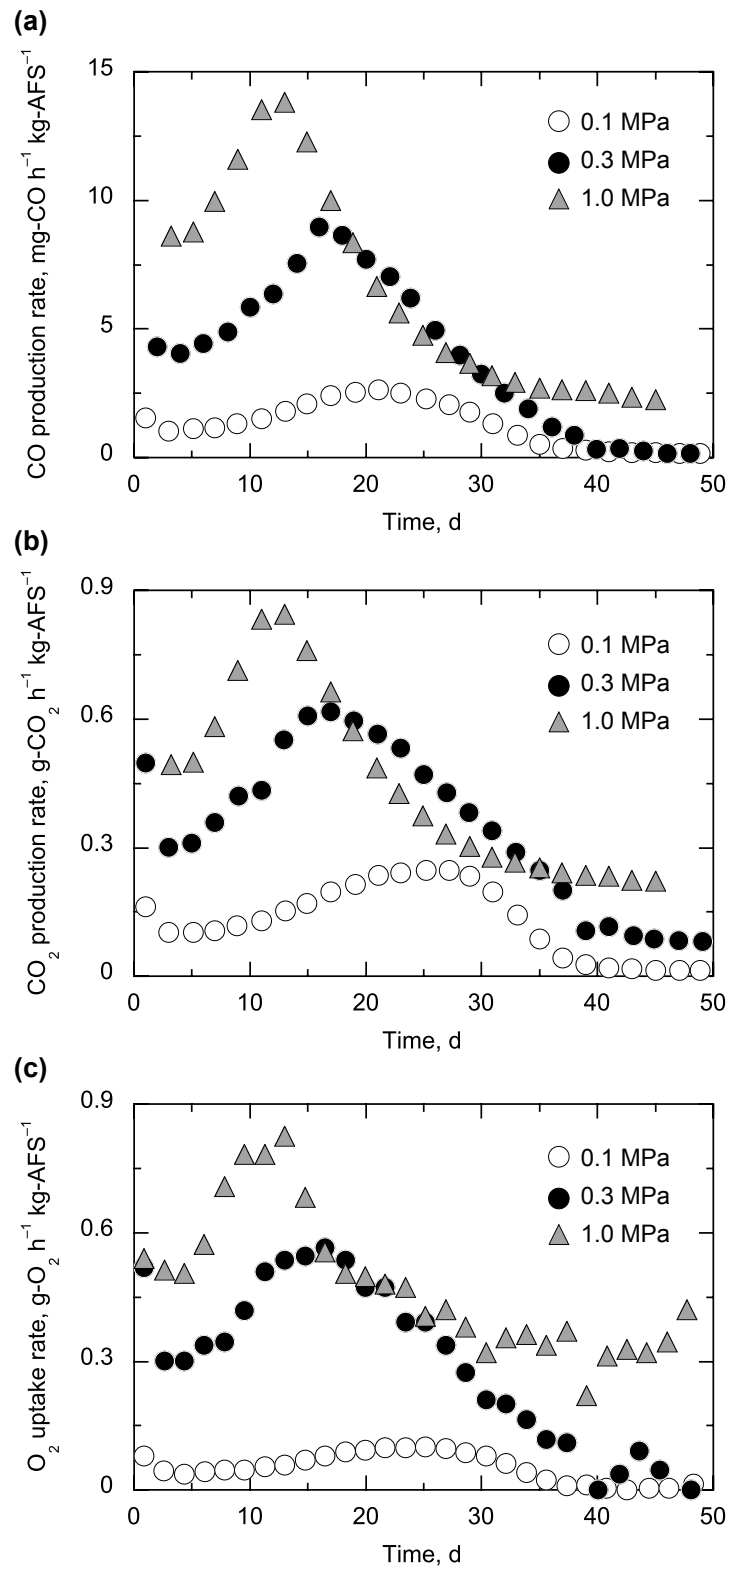 (a)
CO production rate, mg-CO h⁻¹ kg-AFS⁻¹
15
10
5
0
0.1 MPa
0.3 MPa
1.0 MPa
0 10 20 30 40 50
Time, d
(b)
CO₂ production rate, g-CO₂ h⁻¹ kg-AFS⁻¹
0.9
0.6
0.3
0
0.1 MPa
0.3 MPa
1.0 MPa
0 10 20 30 40 50
Time, d
(c)
O₂ uptake rate, g-O₂ h⁻¹ kg-AFS⁻¹
0.9
0.6
0.3
0
0.1 MPa
0.3 MPa
1.0 MPa
0 10 20 30 40 50
Time, d